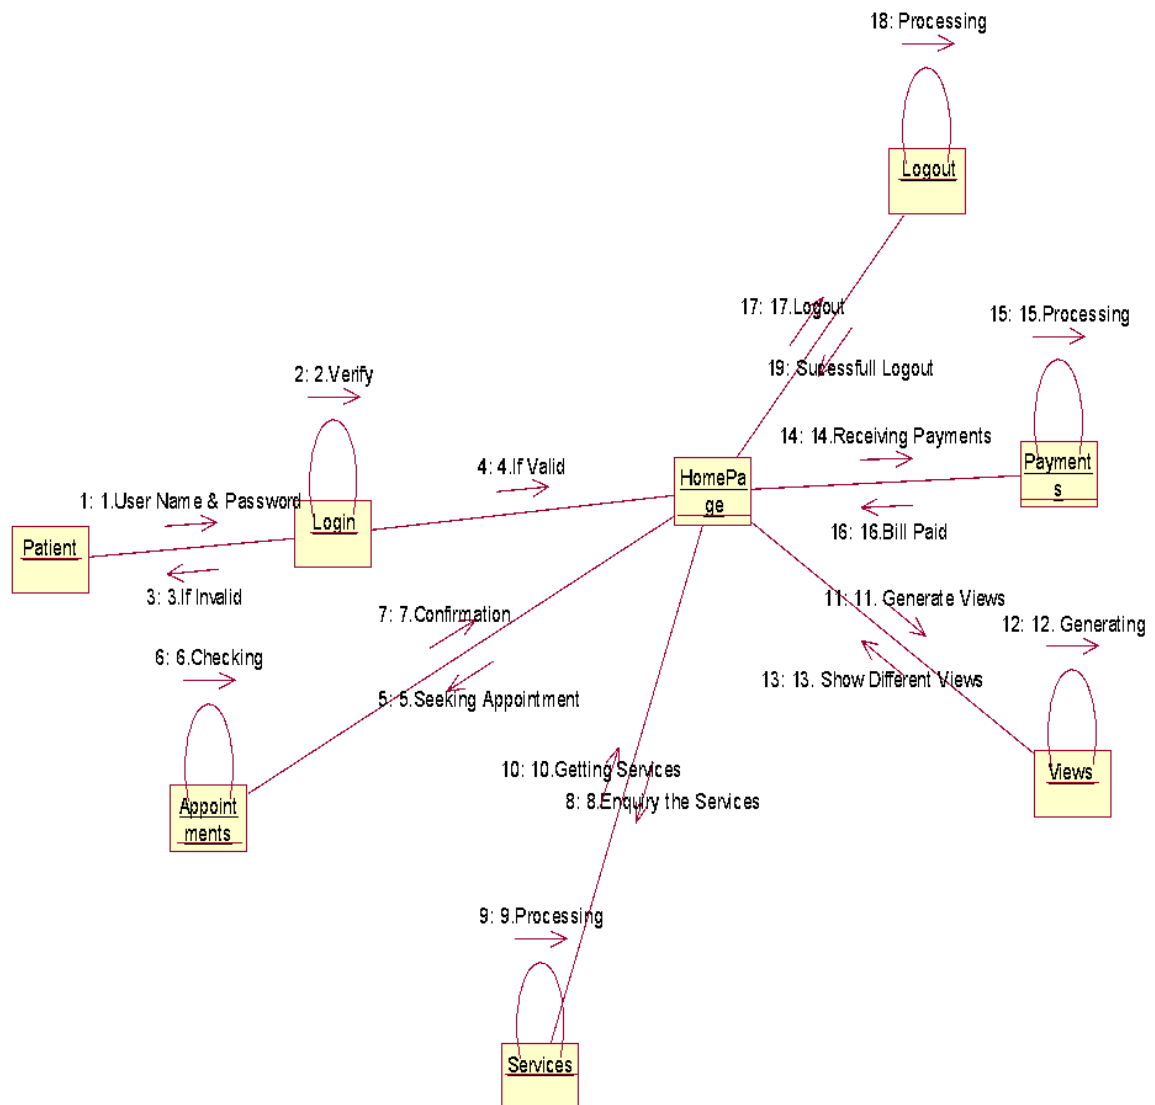 18: Processing
Logout
17: 17.Logout
15: 15.Processing
19: Sucessfull Logout
2: 2.Verify
14: 14.Receiving Payments
4: 4.If Valid
HomePa
ge
Payment
s
1: 1.User Name & Password
Login
16: 16.Bill Paid
Patient
3: 3.If Invalid
11: 11. Generate Views
7: 7.Confirmation
12: 12. Generating
6: 6.Checking
13: 13. Show Different Views
5: 5.Seeking Appointment
10: 10.Getting Services
Views
8: 8.Enquiry the Services
Appoint
ments
9: 9.Processing
Services